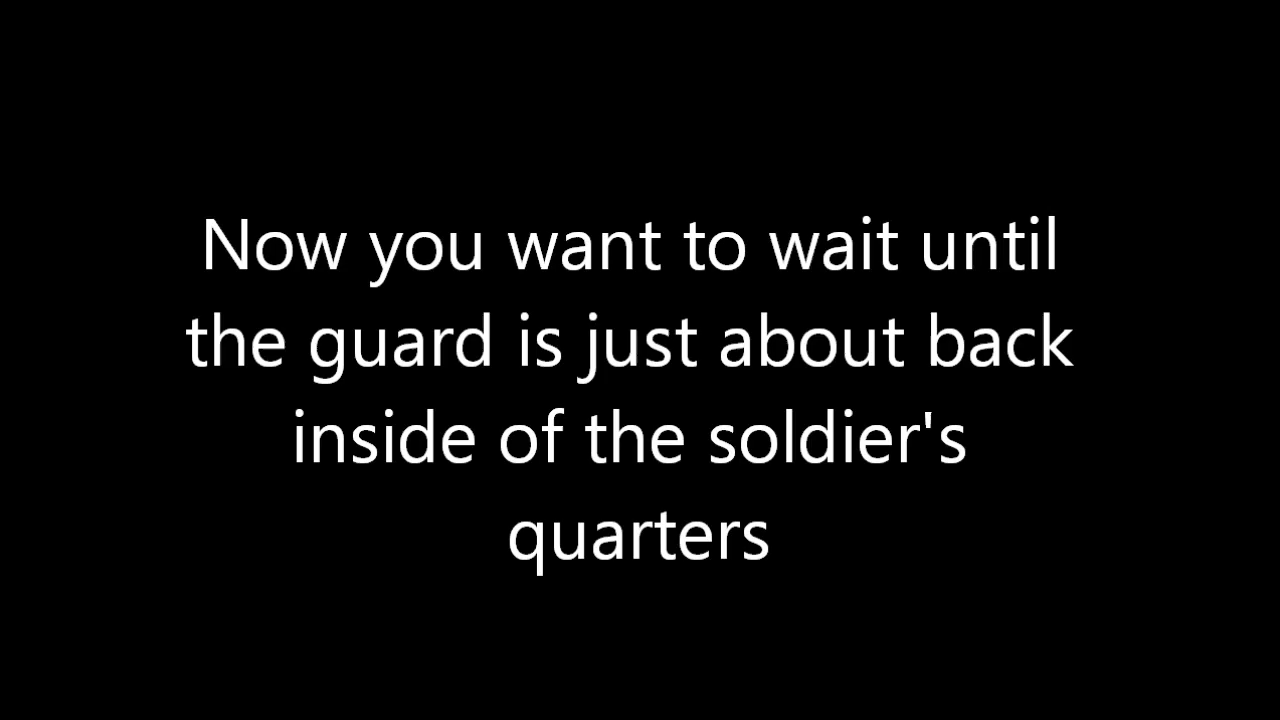 Now you want to wait until
the guard is just about back
inside of the soldier's
quarters